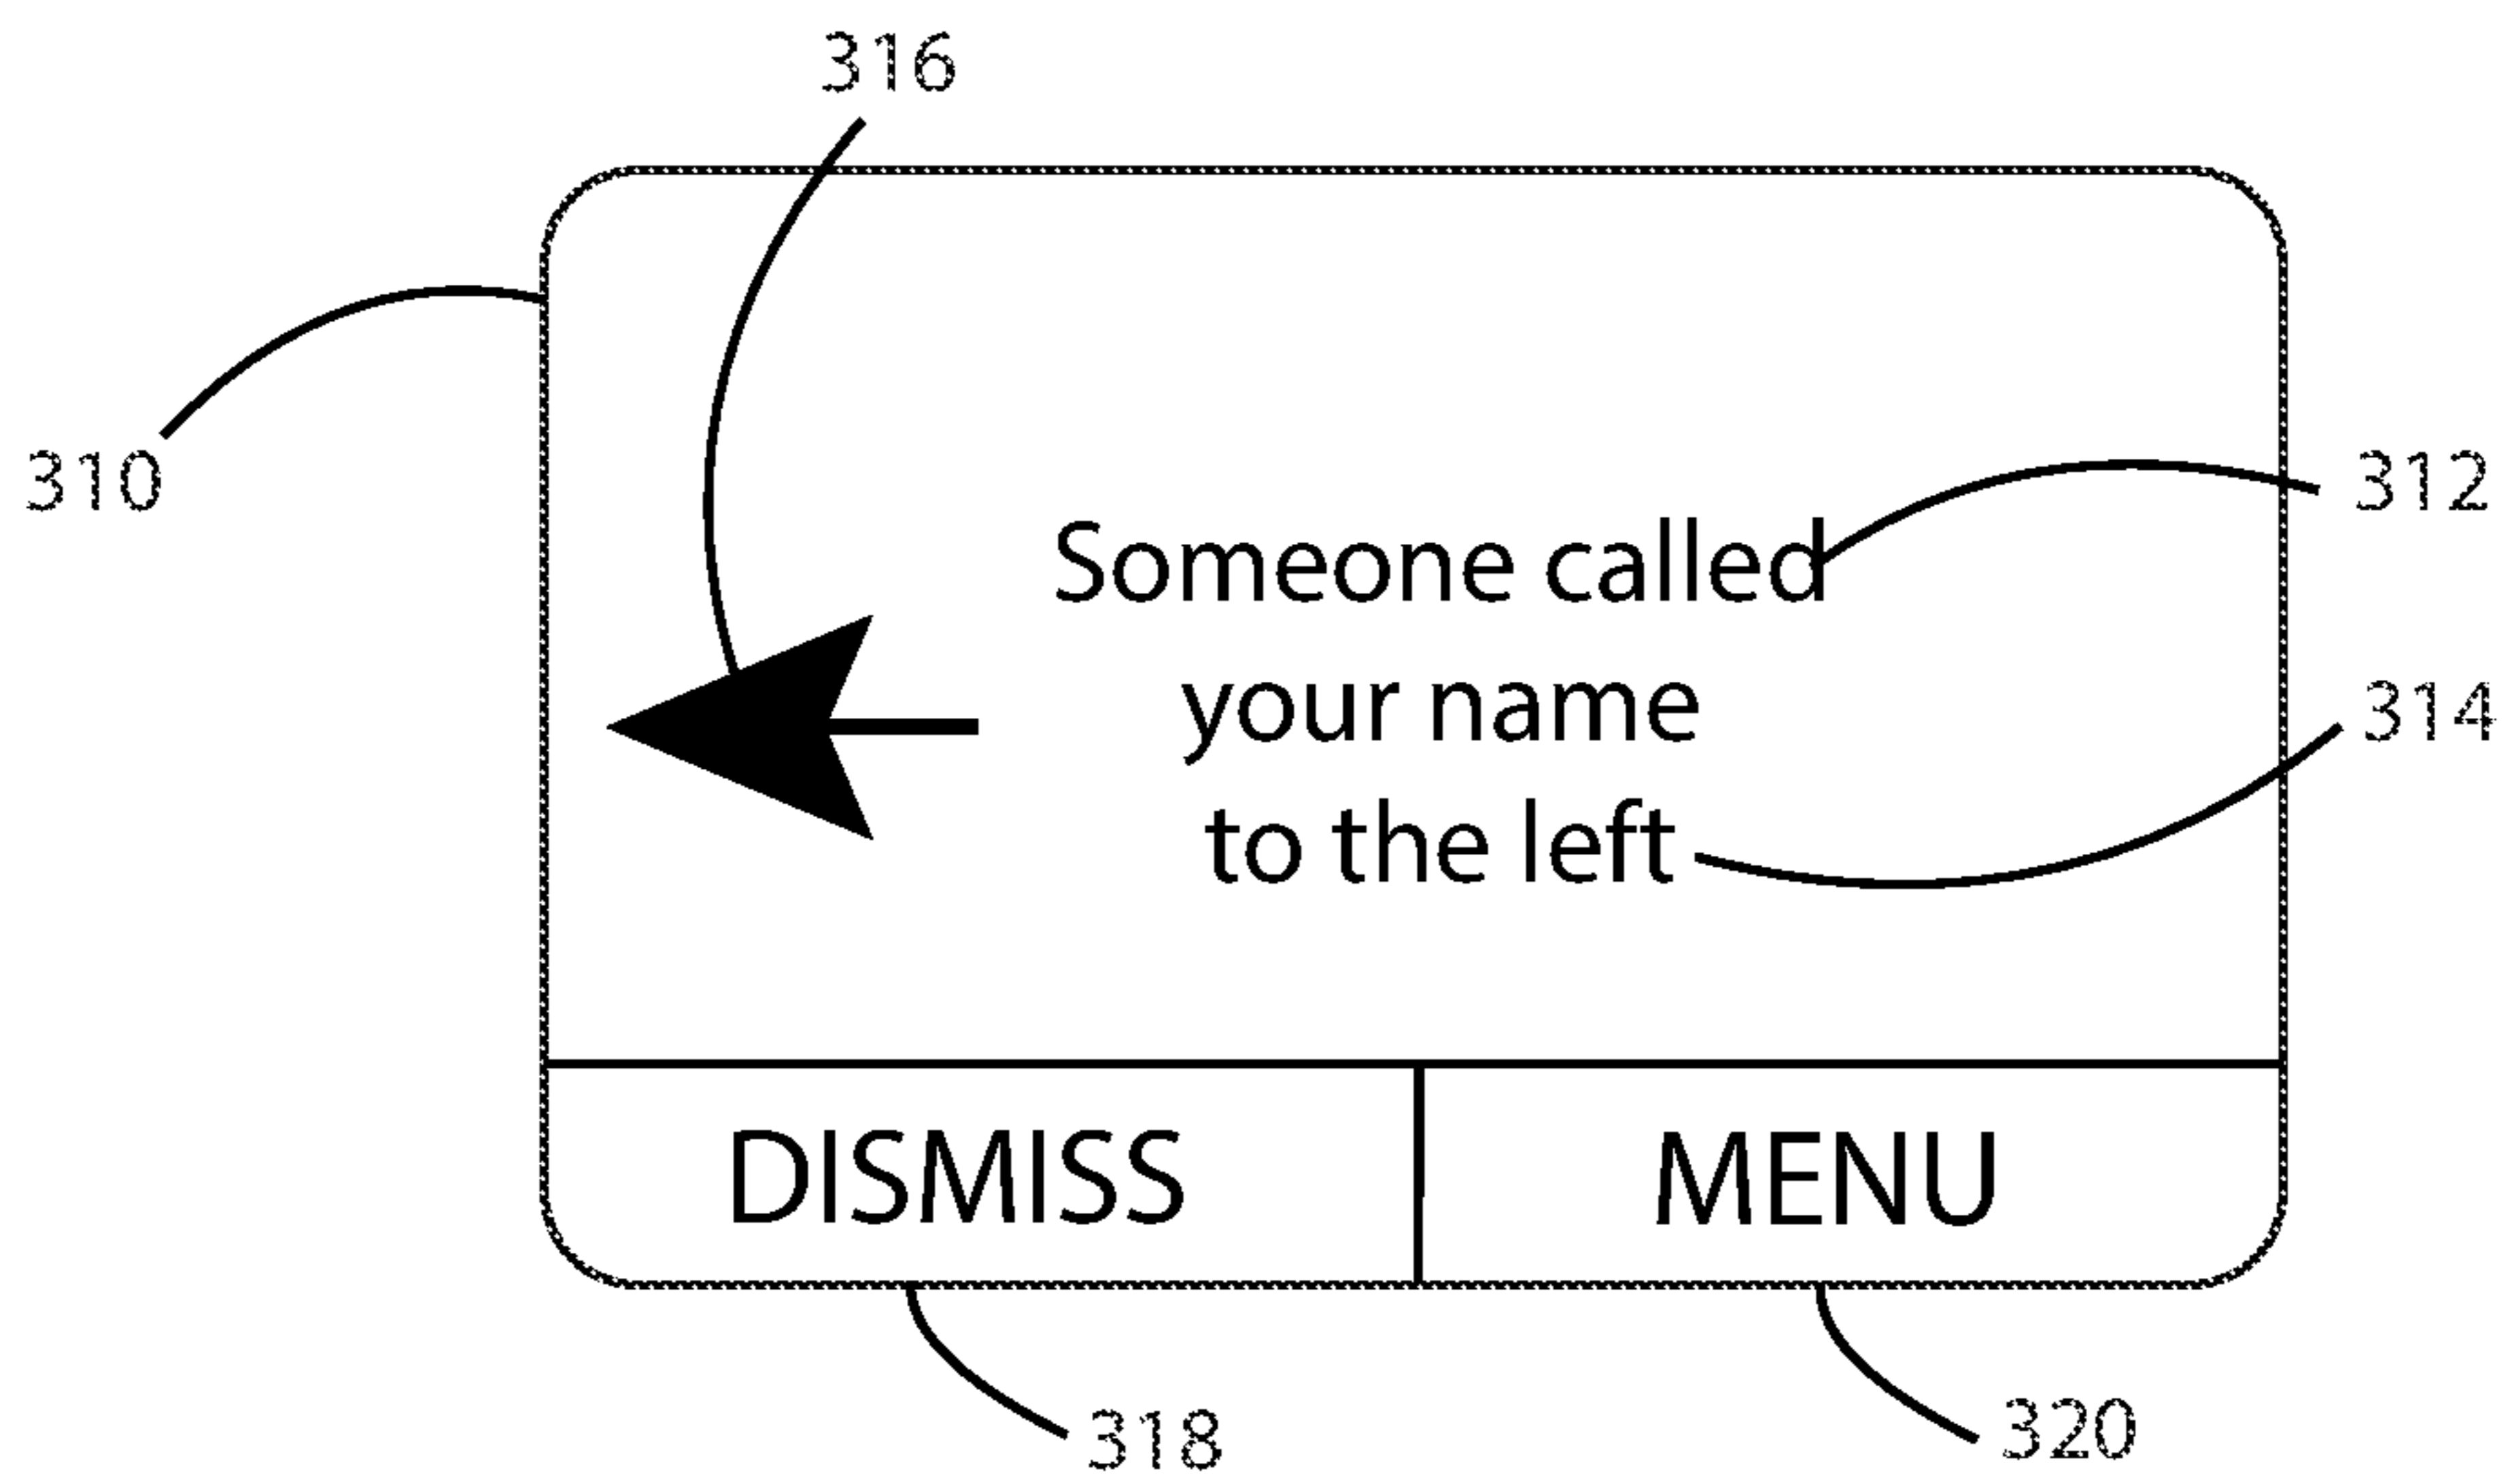 316
310
312
Someone called
your name
314
to the left
DISMISS
MENU
318
320